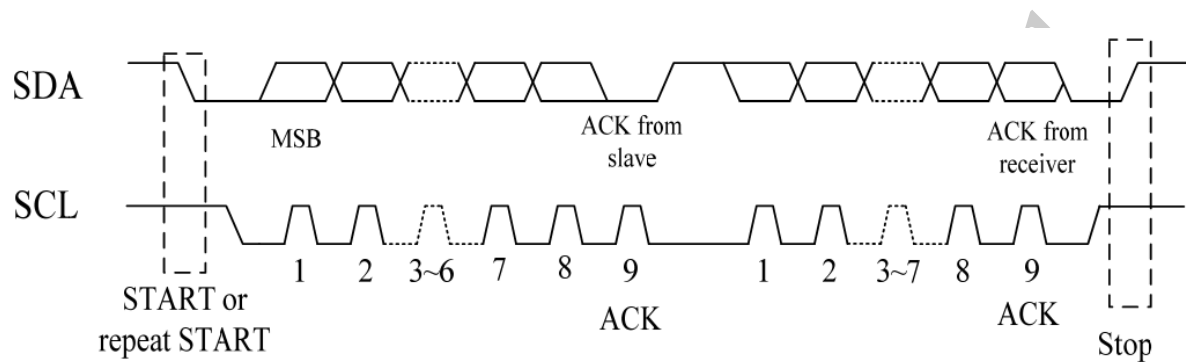 SDA
MSB
ACK from
slave
ACK from
receiver
SCL
1 2 3~6 7 8 9 1 2 3~7 8 9
START or
repeat START
ACK
ACK
Stop